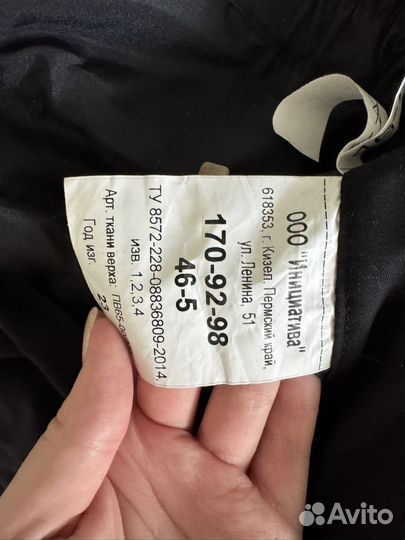 ООО "Инициатива"
618353, г. Кизел, Пермский край,
ул. Ленина, 51
170-92-98
46-5
ТУ 8572-228-08836809-2014,
изв. 1,2,3,4
Арт. ткани верха: ПВ65-
Год изг.
Avito